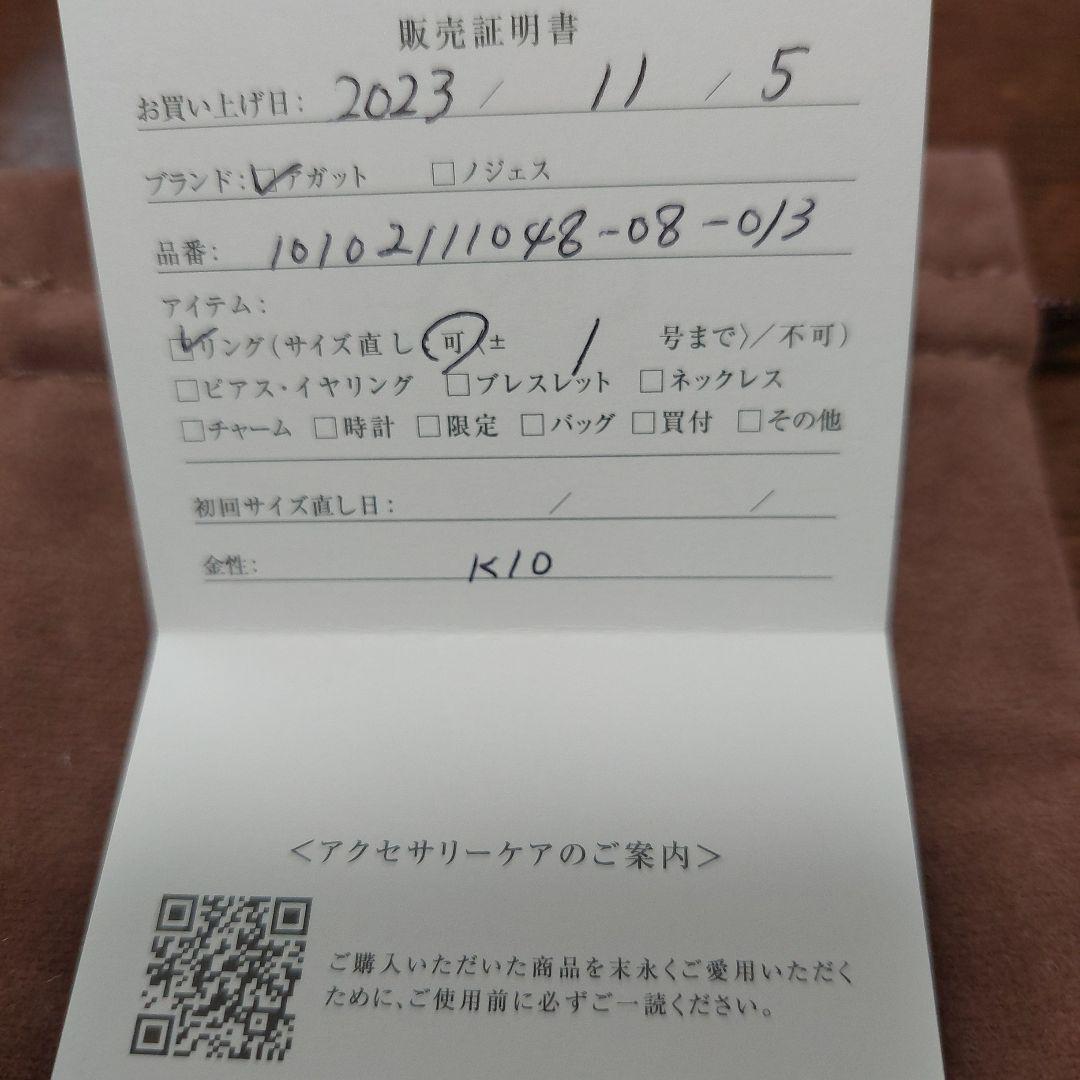 販売証明書
お買い上げ日: 2023 / 11 / 5
ブランド: ☑アガット □ノジェス
品番: 10102111048-08-013
アイテム:
☑リング(サイズ直し 可〈± 1 号まで〉/不可)
□ピアス・イヤリング □ブレスレット □ネックレス
□チャーム □時計 □限定 □バッグ □買付 □その他
初回サイズ直し日: / /
金性: K10
<アクセサリーケアのご案内>
ご購入いただいた商品を末永くご愛用いただく
ために、ご使用前に必ずご一読ください。